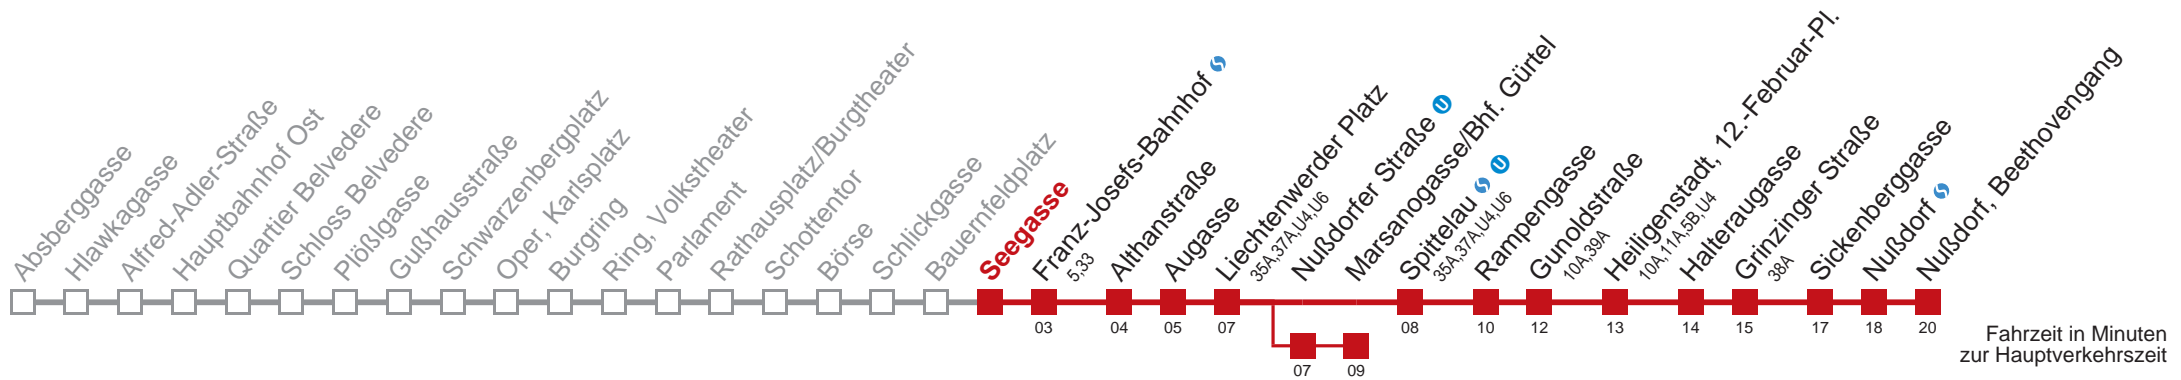 Absberggasse
Hlawkagasse
Alfred-Adler-Straße
Hauptbahnhof Ost
Quartier Belvedere
Schloss Belvedere
Plößlgasse
Gußhausstraße
Schwarzenbergplatz
Oper, Karlsplatz
Burgring
Ring, Volkstheater
Parlament
Rathausplatz/Burgtheater
Schottentor
Börse
Schlickgasse
Bauernfeldplatz
Seegasse
Franz-Josefs-Bahnhof
5,33
Althanstraße
Augasse
Liechtenwerder Platz
35A,37A,U4,U6
Nußdorfer Straße U
Marsanogasse/Bhf. Gürtel
Spittelau U
35A,37A,U4,U6
Rampengasse
Gunoldstraße
10A,39A
Heiligenstadt, 12.-Februar-Pl.
10A,11A,5B,U4
Halteraugasse
Grinzinger Straße
38A
Sickenberggasse
Nußdorf
Nußdorf, Beethovengang
03 04 05 07 08 10 12 13 14 15 17 18 20
07 09
Fahrzeit in Minuten
zur Hauptverkehrszeit